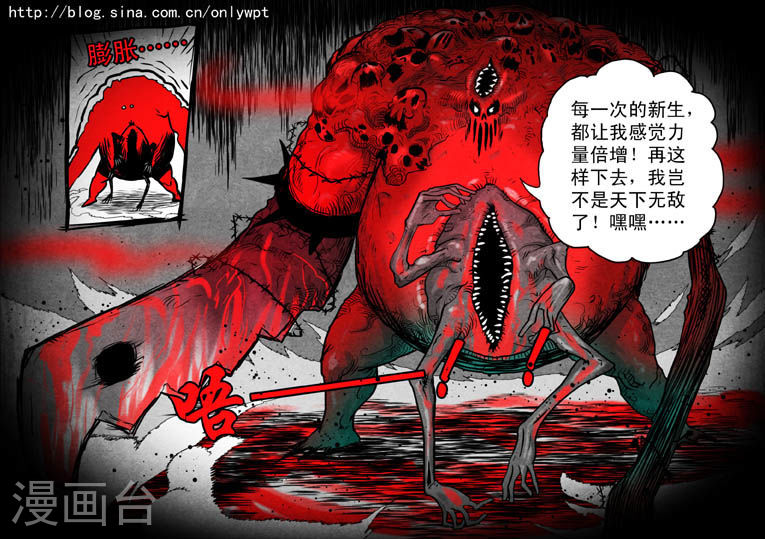 http://blog.sina.com.cn/onlywpt
膨胀……
每一次的新生,
都让我感觉力
量倍增！再这
样下去,我岂
不是天下无敌
了！嘿嘿……
唔——！！
漫画台